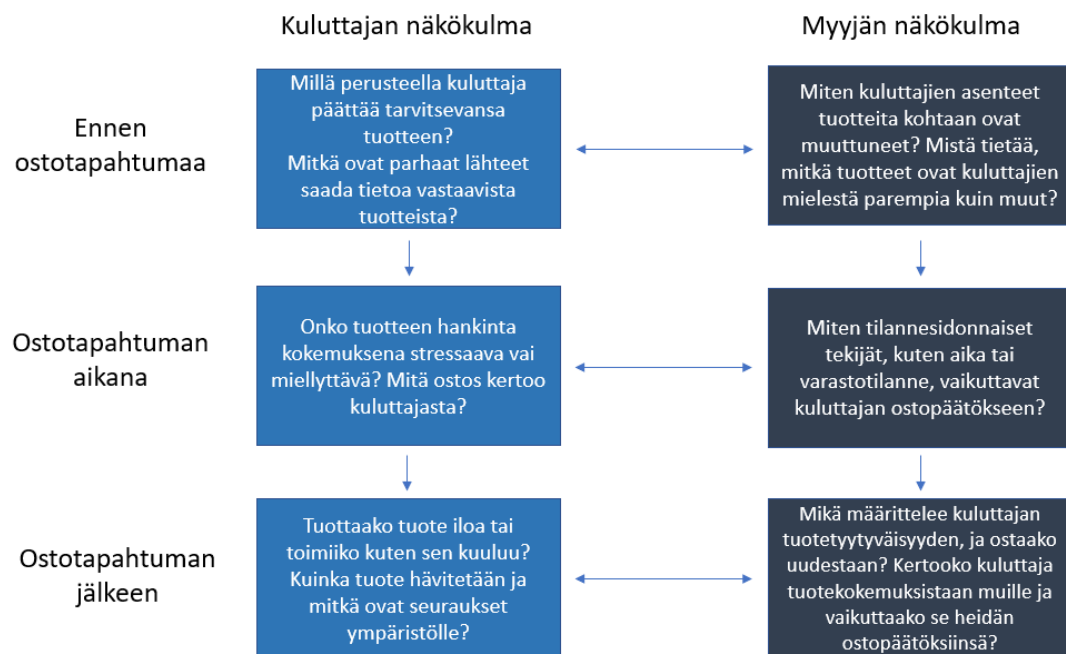 Kuluttajan näkökulma
Myyjän näkökulma
Ennen
ostotapahtumaa
Millä perusteella kuluttaja
päättää tarvitsevansa
tuotteen?
Mitkä ovat parhaat lähteet
saada tietoa vastaavista
tuotteista?
Miten kuluttajien asenteet
tuotteita kohtaan ovat
muuttuneet? Mistä tietää,
mitkä tuotteet ovat kuluttajien
mielestä parempia kuin muut?
Ostotapahtuman
aikana
Onko tuotteen hankinta
kokemuksena stressaava vai
miellyttävä? Mitä ostos kertoo
kuluttajasta?
Miten tilannesidonnaiset
tekijät, kuten aika tai
varastotilanne, vaikuttavat
kuluttajan ostopäätökseen?
Ostotapahtuman
jälkeen
Tuottaako tuote iloa tai
toimiiko kuten sen kuuluu?
Kuinka tuote hävitetään ja
mitkä ovat seuraukset
ympäristölle?
Mikä määrittelee kuluttajan
tuotetyytyväisyyden, ja ostaako
uudestaan? Kertooko kuluttaja
tuotekokemuksistaan muille ja
vaikuttaako se heidän
ostopäätöksiinsä?